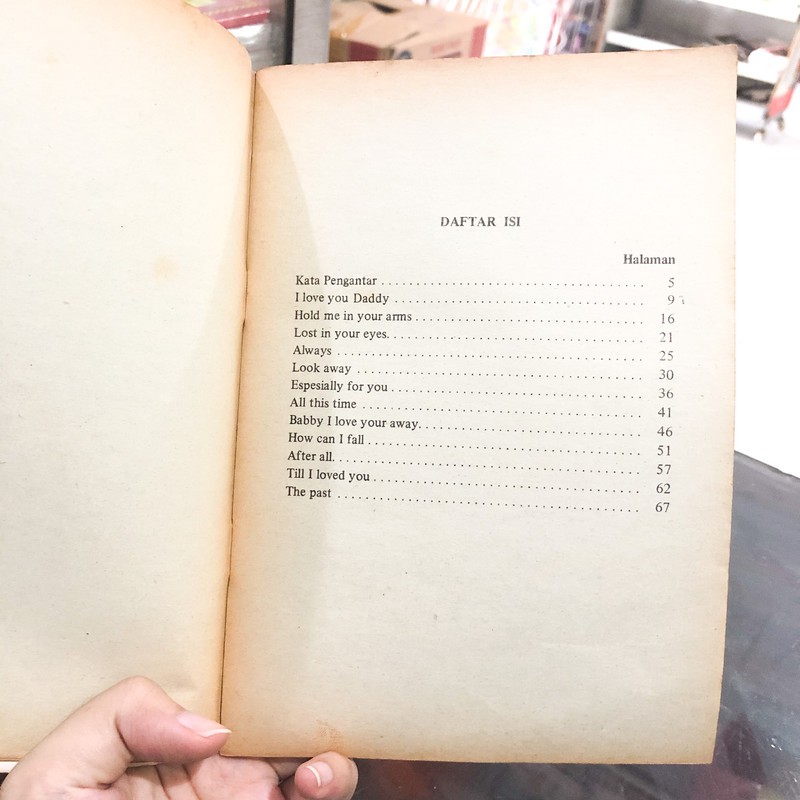 DAFTAR ISI
Halaman
Kata Pengantar . . . . . . . . . . . . . . . . . . . . . . . . . . . . . . . . . . . . . 5
I love you Daddy . . . . . . . . . . . . . . . . . . . . . . . . . . . . . . . . . . . 9
Hold me in your arms . . . . . . . . . . . . . . . . . . . . . . . . . . . . . . . . 16
Lost in your eyes. . . . . . . . . . . . . . . . . . . . . . . . . . . . . . . . . . . . 21
Always . . . . . . . . . . . . . . . . . . . . . . . . . . . . . . . . . . . . . . . . . . 25
Look away . . . . . . . . . . . . . . . . . . . . . . . . . . . . . . . . . . . . . . . 30
Espesially for you . . . . . . . . . . . . . . . . . . . . . . . . . . . . . . . . . . . 36
All this time . . . . . . . . . . . . . . . . . . . . . . . . . . . . . . . . . . . . . . 41
Babby I love your away. . . . . . . . . . . . . . . . . . . . . . . . . . . . . . . 46
How can I fall . . . . . . . . . . . . . . . . . . . . . . . . . . . . . . . . . . . . . 51
After all. . . . . . . . . . . . . . . . . . . . . . . . . . . . . . . . . . . . . . . . . . 57
Till I loved you . . . . . . . . . . . . . . . . . . . . . . . . . . . . . . . . . . . . 62
The past . . . . . . . . . . . . . . . . . . . . . . . . . . . . . . . . . . . . . . . . . 67